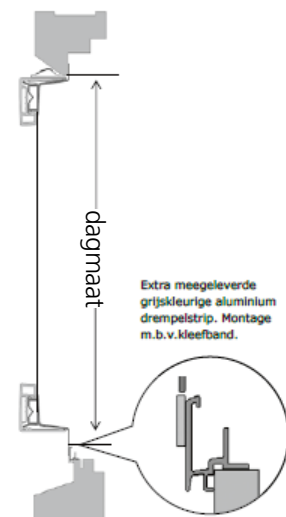 dagmaat
Extra meegeleverde
grijskleurige aluminium
drempelstrip. Montage
m.b.v.kleefband.